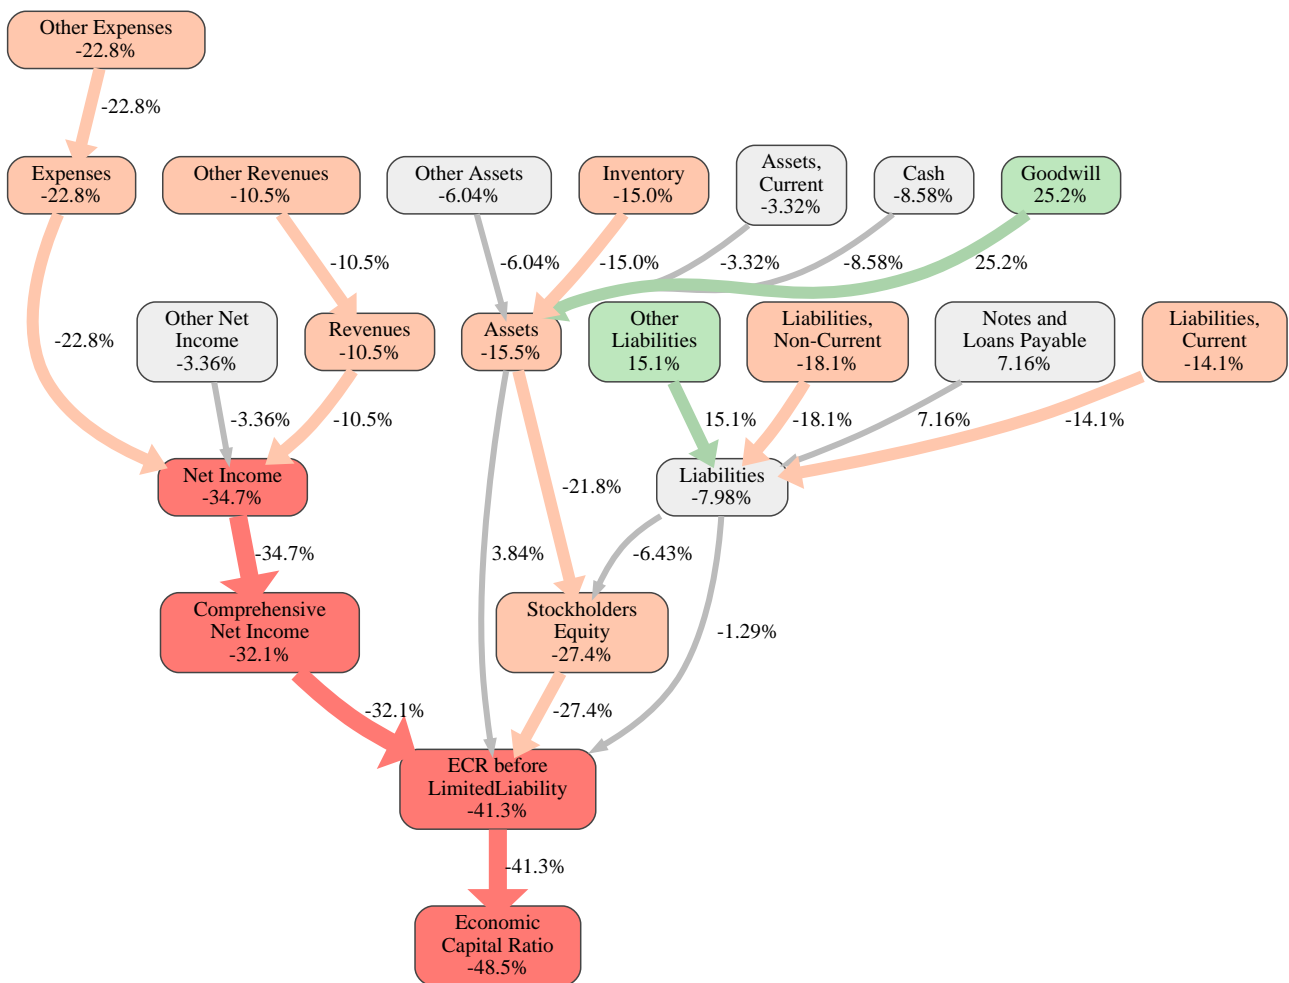 Other Expenses
-22.8%
-22.8%
Expenses
-22.8%
Other Revenues
-10.5%
Other Assets
-6.04%
Inventory
-15.0%
Assets,
Current
-3.32%
Cash
-8.58%
Goodwill
25.2%
-10.5%
-6.04%
-15.0%
-3.32%
-8.58%
25.2%
-22.8%
Other Net
Income
-3.36%
Revenues
-10.5%
Assets
-15.5%
Other
Liabilities
15.1%
Liabilities,
Non-Current
-18.1%
Notes and
Loans Payable
7.16%
Liabilities,
Current
-14.1%
-3.36%
-10.5%
15.1%
-18.1%
7.16%
-14.1%
Net Income
-34.7%
-21.8%
Liabilities
-7.98%
-34.7%
3.84%
-6.43%
Comprehensive
Net Income
-32.1%
Stockholders
Equity
-27.4%
-1.29%
-32.1%
-27.4%
ECR before
LimitedLiability
-41.3%
-41.3%
Economic
Capital Ratio
-48.5%